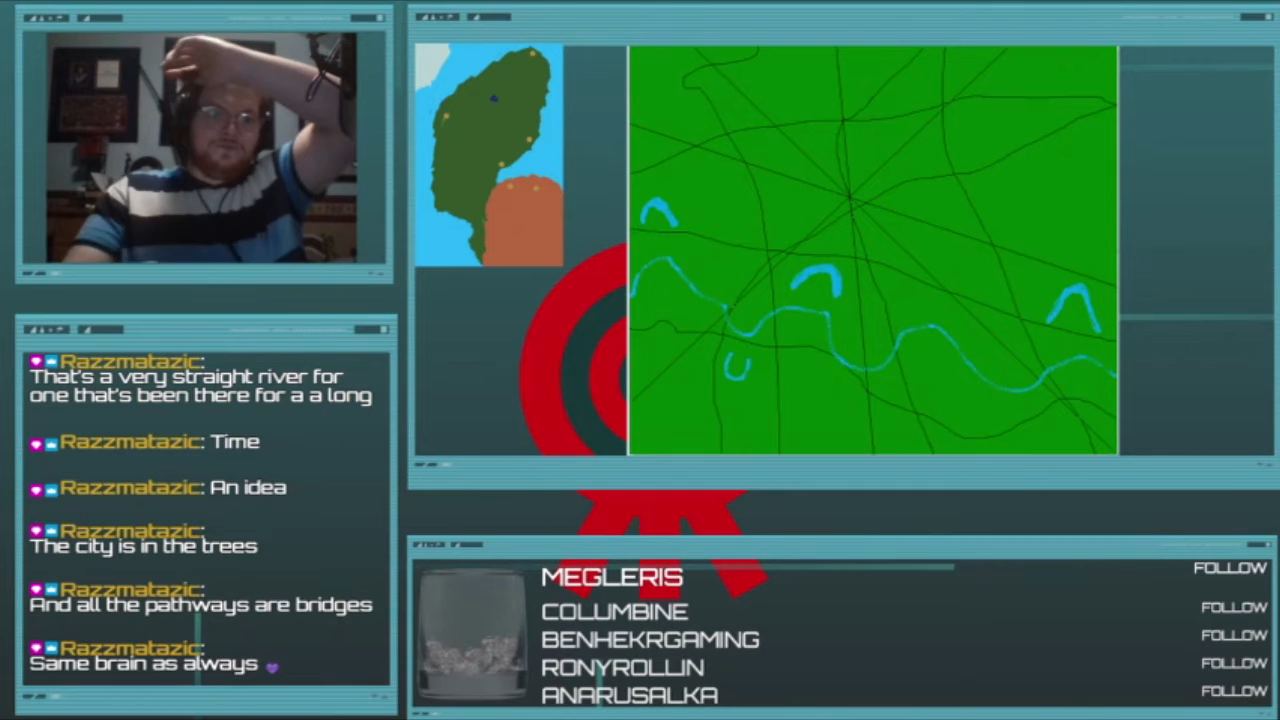 Razzmatazic:
That's a very straight river for
one that's been there for a a long
Razzmatazic: Time
Razzmatazic: An idea
Razzmatazic:
The city is in the trees
Razzmatazic:
And all the pathways are bridges
Razzmatazic:
Same brain as always
MEGLERIS FOLLOW
COLUMBINE FOLLOW
BENHEKRGAMING FOLLOW
RONYROLLIN FOLLOW
ANARUSALKA FOLLOW